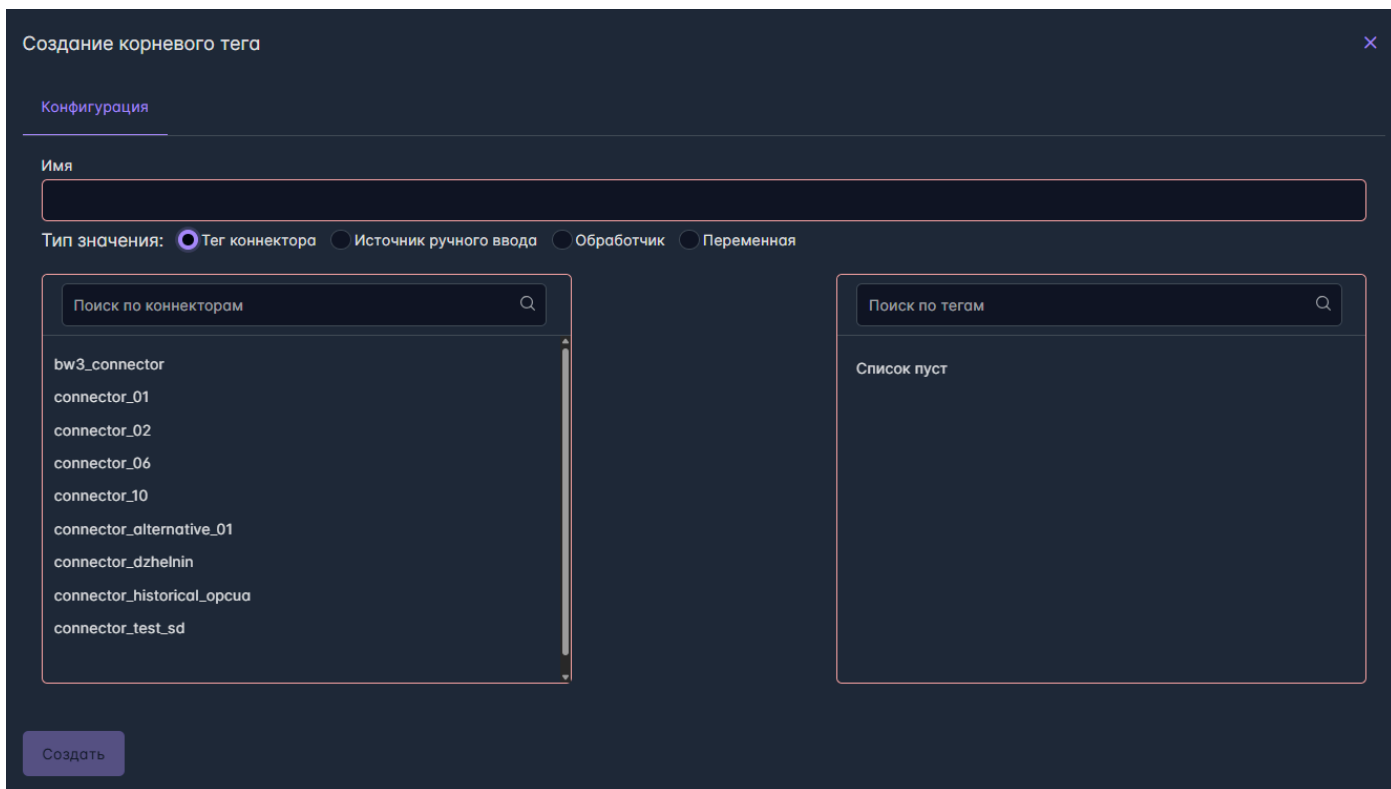 Создание корневого тега
Конфигурация
Имя
Тип значения: Тег коннектора Источник ручного ввода Обработчик Переменная
Поиск по коннекторам
bw3_connector
connector_01
connector_02
connector_06
connector_10
connector_alternative_01
connector_dzhelnin
connector_historical_opcua
connector_test_sd
Поиск по тегам
Список пуст
Создать